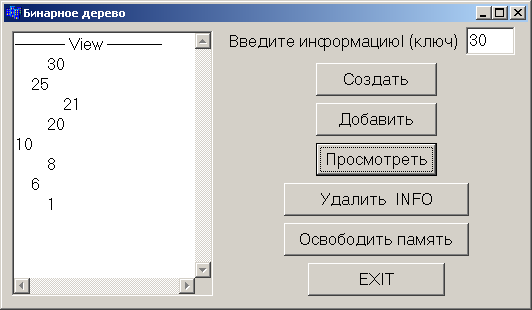 Бинарное дерево
-------- View ---------
30
25
21
20
10
8
6
1
Введите информациюl (ключ) 30
Создать
Добавить
Просмотреть
Удалить INFO
Освободить память
EXIT